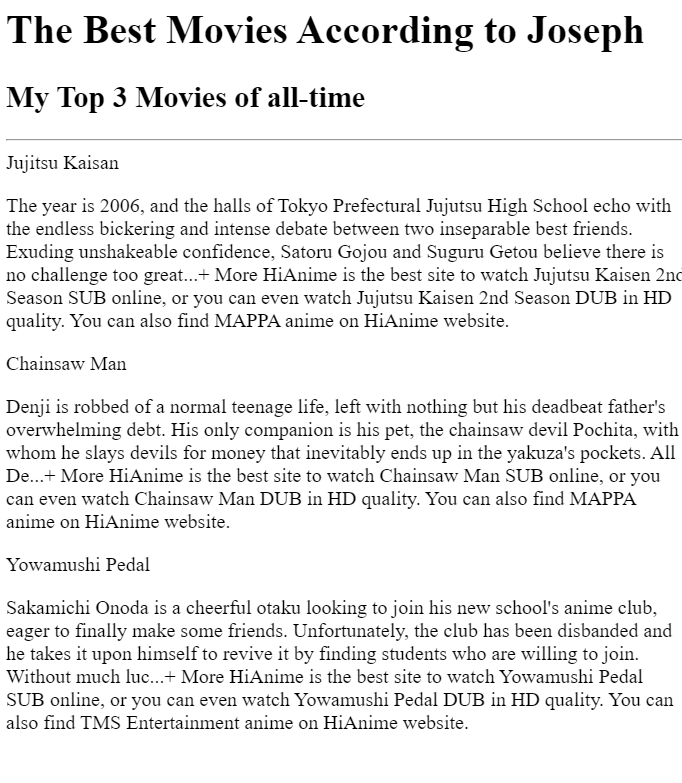 The Best Movies According to Joseph
My Top 3 Movies of all-time
Jujitsu Kaisan
The year is 2006, and the halls of Tokyo Prefectural Jujutsu High School echo with
the endless bickering and intense debate between two inseparable best friends.
Exuding unshakeable confidence, Satoru Gojou and Suguru Getou believe there is
no challenge too great...+ More HiAnime is the best site to watch Jujutsu Kaisen 2nd
Season SUB online, or you can even watch Jujutsu Kaisen 2nd Season DUB in HD
quality. You can also find MAPPA anime on HiAnime website.
Chainsaw Man
Denji is robbed of a normal teenage life, left with nothing but his deadbeat father's
overwhelming debt. His only companion is his pet, the chainsaw devil Pochita, with
whom he slays devils for money that inevitably ends up in the yakuza's pockets. All
De...+ More HiAnime is the best site to watch Chainsaw Man SUB online, or you
can even watch Chainsaw Man DUB in HD quality. You can also find MAPPA
anime on HiAnime website.
Yowamushi Pedal
Sakamichi Onoda is a cheerful otaku looking to join his new school's anime club,
eager to finally make some friends. Unfortunately, the club has been disbanded and
he takes it upon himself to revive it by finding students who are willing to join.
Without much luc...+ More HiAnime is the best site to watch Yowamushi Pedal
SUB online, or you can even watch Yowamushi Pedal DUB in HD quality. You can
also find TMS Entertainment anime on HiAnime website.